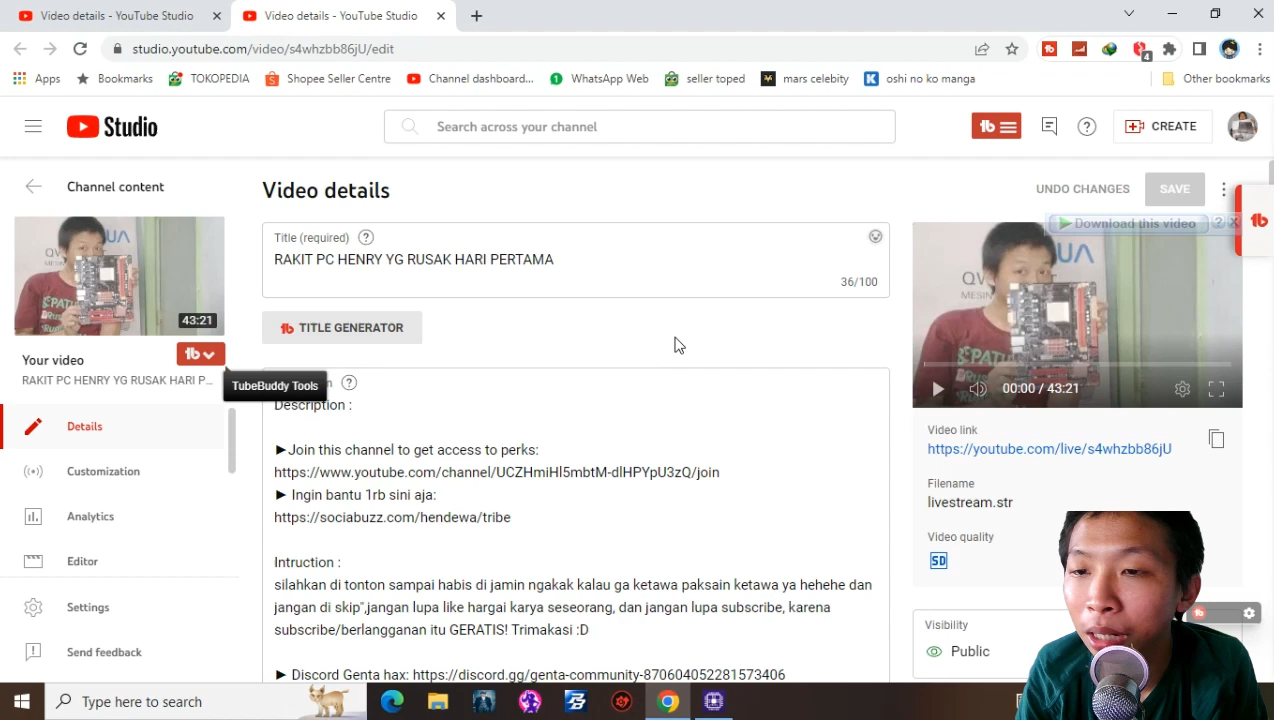 Video details - YouTube Studio
Video details - YouTube Studio
studio.youtube.com/video/s4whzbb86jU/edit
4
Apps
Bookmarks
TOKOPEDIA
Shopee Seller Centre
Channel dashboard...
1
WhatsApp Web
seller toped
mars celebity
oshi no ko manga
Other bookmarks
Studio
Search across your channel
tb
CREATE
Channel content
Video details
UNDO CHANGES
SAVE
Download this video
tb
Title (required)
RAKIT PC HENRY YG RUSAK HARI PERTAMA
36/100
TITLE GENERATOR
43:21
Your video
tb
RAKIT PC HENRY YG RUSAK HARI P...
TubeBuddy Tools
00:00 / 43:21
Description :
►Join this channel to get access to perks:
https://www.youtube.com/channel/UCZHmiHl5mbtM-dlHPYpU3zQ/join
► Ingin bantu 1rb sini aja:
https://sociabuzz.com/hendewa/tribe
Intruction :
silahkan di tonton sampai habis di jamin ngakak kalau ga ketawa paksain ketawa ya hehehe dan
jangan di skip",jangan lupa like hargai karya seseorang, dan jangan lupa subscribe, karena
subscribe/berlangganan itu GERATIS! Trimakasi :D
► Discord Genta hax: https://discord.gg/genta-community-870604052281573406
Details
Customization
Analytics
Editor
Settings
Send feedback
Video link
https://youtube.com/live/s4whzbb86jU
Filename
livestream.str
Video quality
SD
Visibility
Public
Type here to search